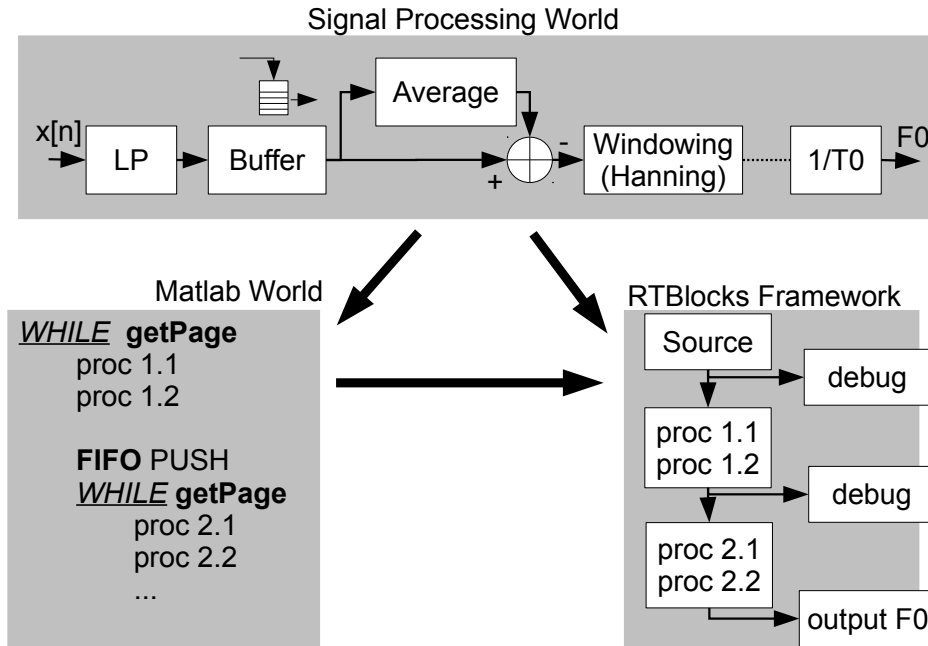 Signal Processing World
x[n]
LP
Buffer
Average
+
-
Windowing
(Hanning)
1/T0
F0
Matlab World
WHILE getPage
proc 1.1
proc 1.2
FIFO PUSH
WHILE getPage
proc 2.1
proc 2.2
...
RTBlocks Framework
Source
debug
proc 1.1
proc 1.2
debug
proc 2.1
proc 2.2
output F0